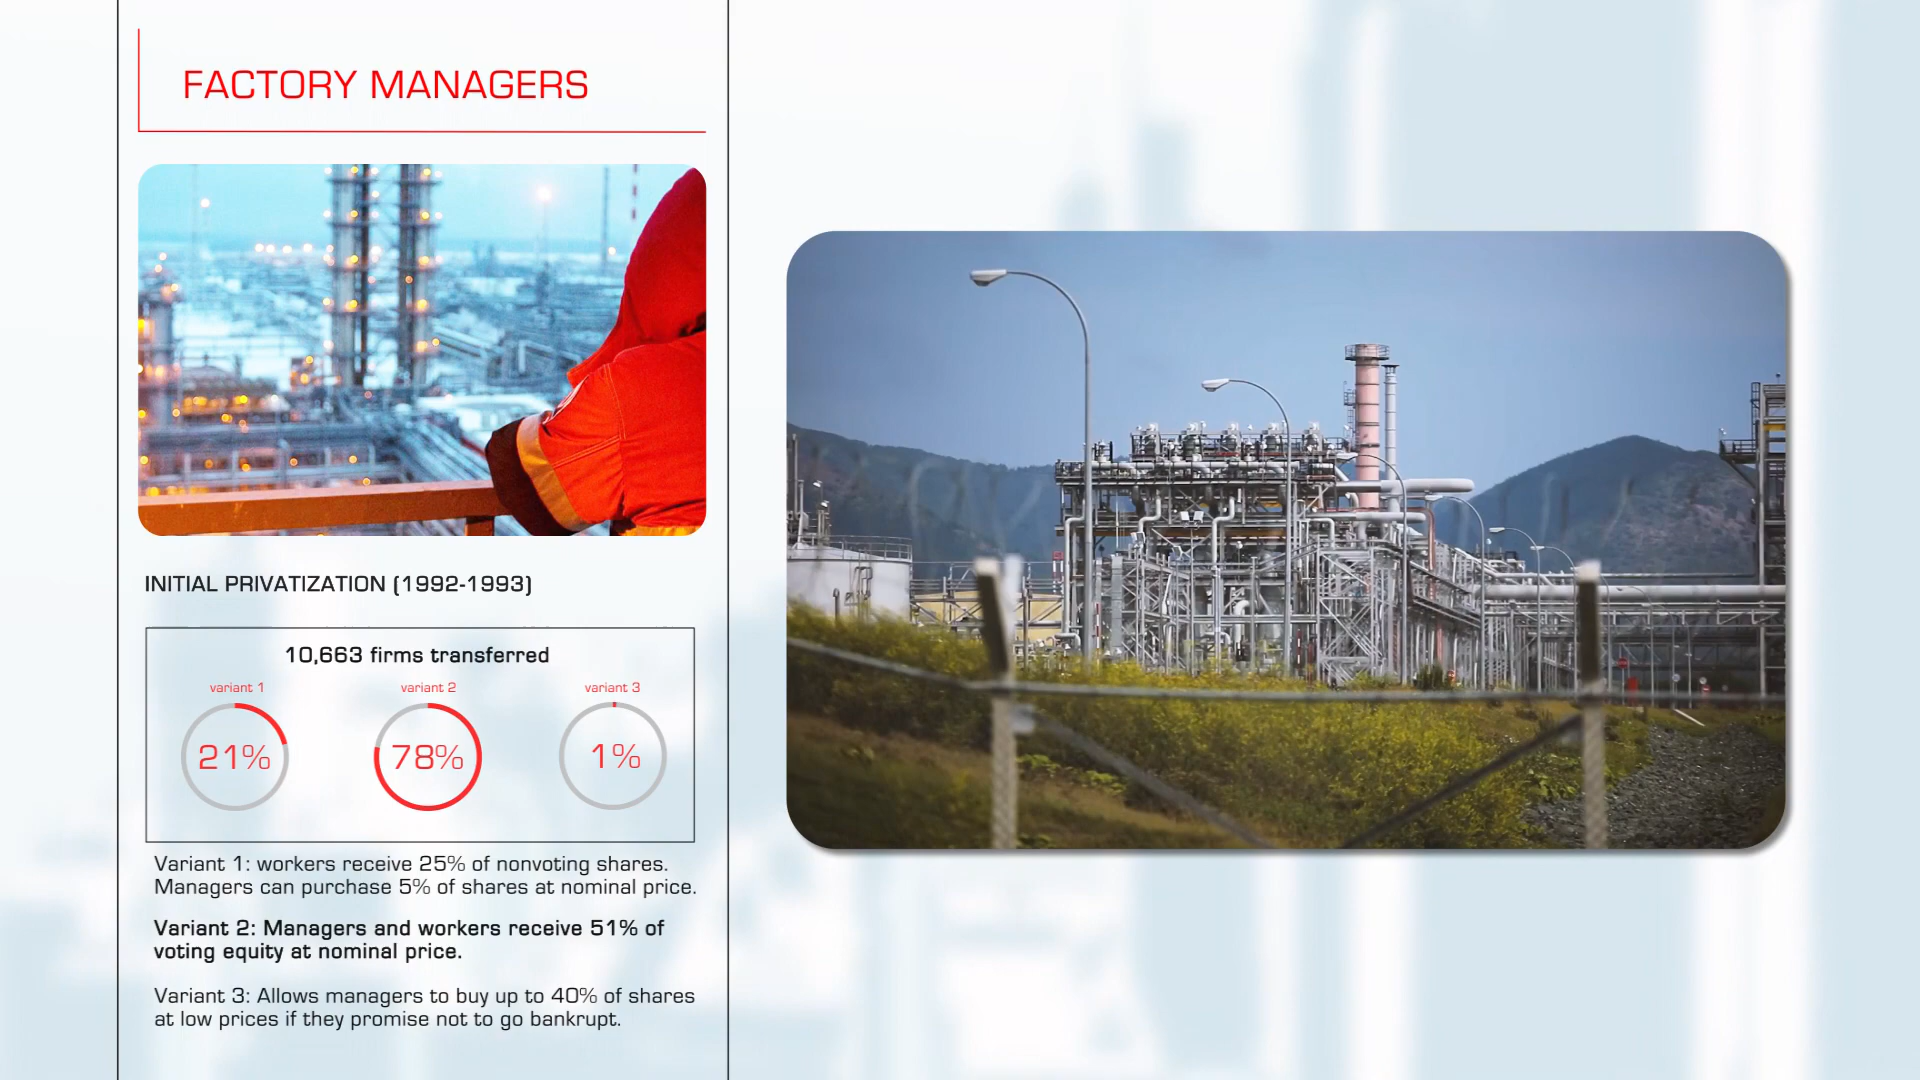 FACTORY MANAGERS
INITIAL PRIVATIZATION (1992-1993)
10,663 firms transferred
variant 1
variant 2
variant 3
21%
78%
1%
Variant 1: workers receive 25% of nonvoting shares.
Managers can purchase 5% of shares at nominal price.
Variant 2: Managers and workers receive 51% of
voting equity at nominal price.
Variant 3: Allows managers to buy up to 40% of shares
at low prices if they promise not to go bankrupt.